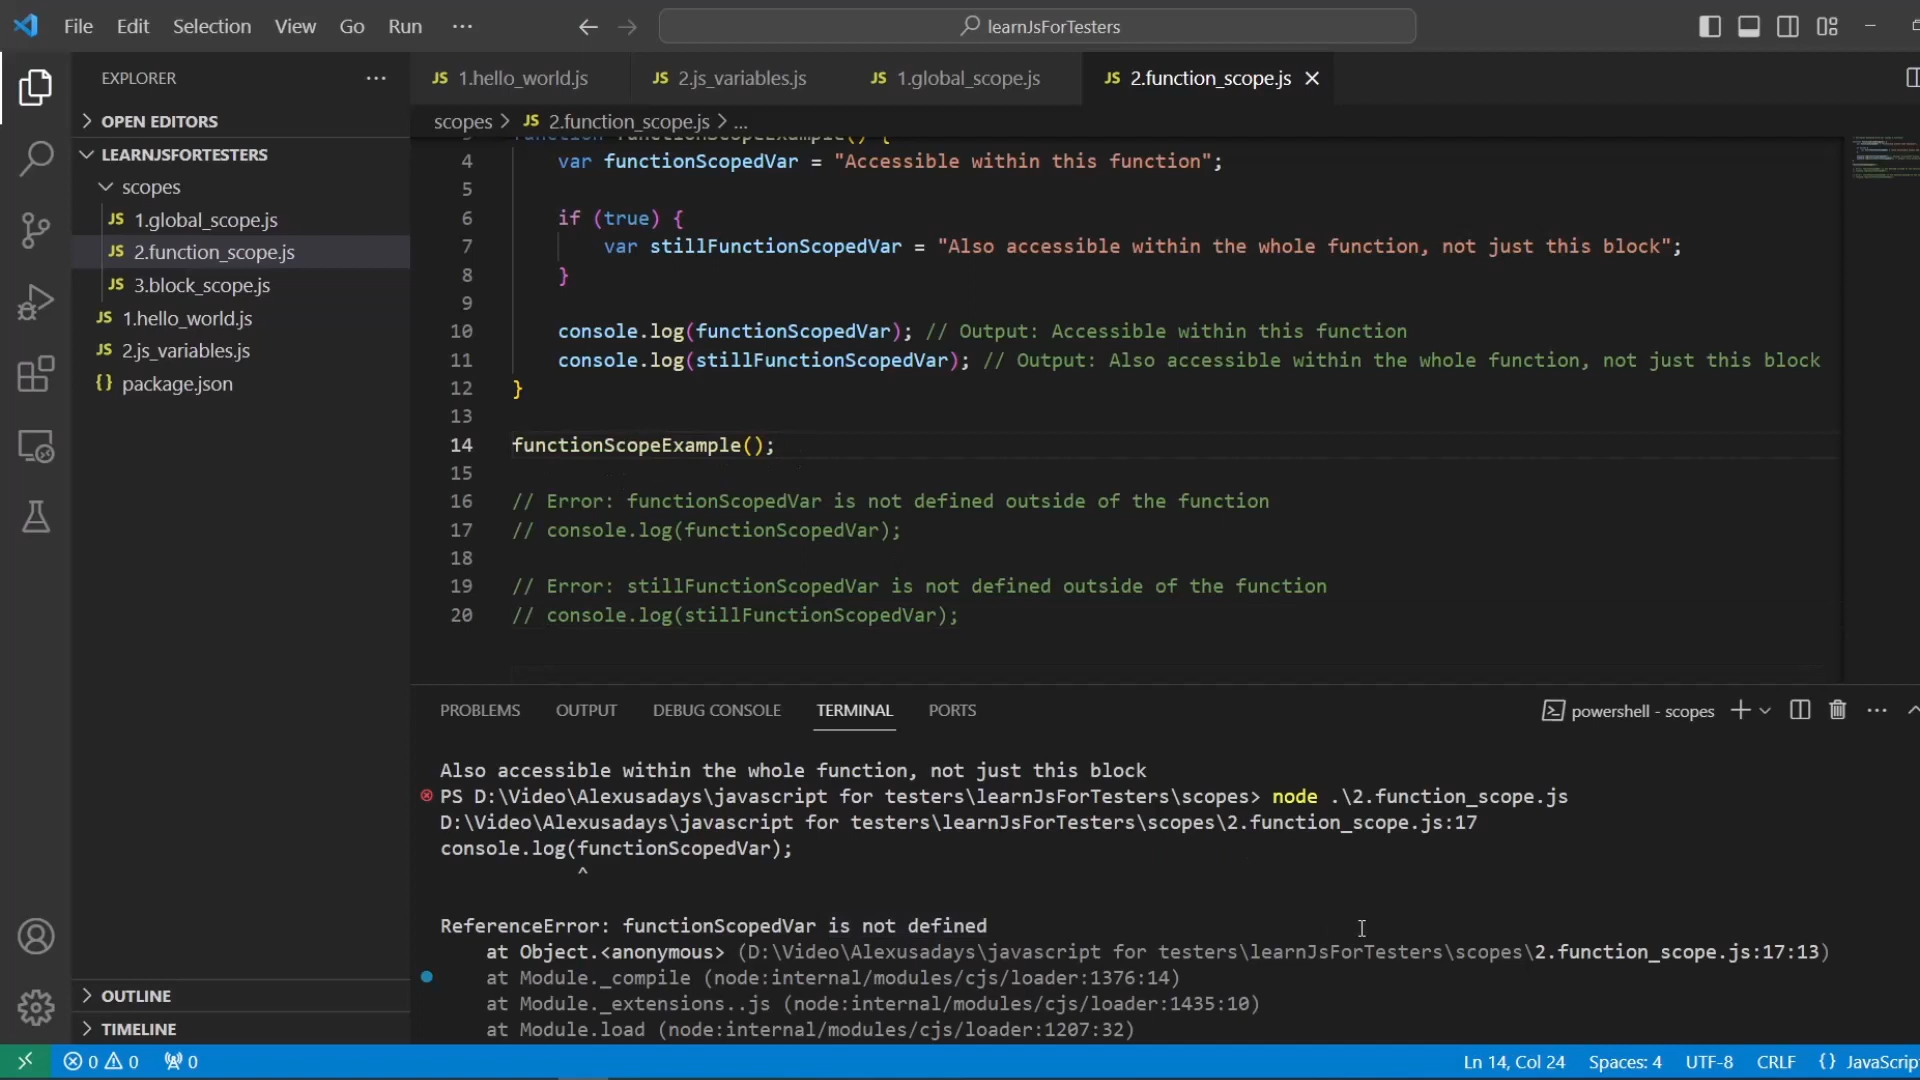 File Edit Selection View Go Run ···
learnJsForTesters
EXPLORER ···
OPEN EDITORS
LEARNJSFORTESTERS
scopes
JS 1.global_scope.js
JS 2.function_scope.js
JS 3.block_scope.js
JS 1.hello_world.js
JS 2.js_variables.js
{} package.json
OUTLINE
TIMELINE
JS 1.hello_world.js JS 2.js_variables.js JS 1.global_scope.js JS 2.function_scope.js
scopes > JS 2.function_scope.js > ...
3 function functionScopeExample() {
4 var functionScopedVar = "Accessible within this function";
5
6 if (true) {
7 var stillFunctionScopedVar = "Also accessible within the whole function, not just this block";
8 }
9
10 console.log(functionScopedVar); // Output: Accessible within this function
11 console.log(stillFunctionScopedVar); // Output: Also accessible within the whole function, not just this block
12 }
13
14 functionScopeExample();
15
16 // Error: functionScopedVar is not defined outside of the function
17 // console.log(functionScopedVar);
18
19 // Error: stillFunctionScopedVar is not defined outside of the function
20 // console.log(stillFunctionScopedVar);
PROBLEMS OUTPUT DEBUG CONSOLE TERMINAL PORTS
powershell - scopes
Also accessible within the whole function, not just this block
PS D:\Video\Alexusadays\javascript for testers\learnJsForTesters\scopes> node .\2.function_scope.js
D:\Video\Alexusadays\javascript for testers\learnJsForTesters\scopes\2.function_scope.js:17
console.log(functionScopedVar);
^
ReferenceError: functionScopedVar is not defined
at Object.<anonymous> (D:\Video\Alexusadays\javascript for testers\learnJsForTesters\scopes\2.function_scope.js:17:13)
at Module._compile (node:internal/modules/cjs/loader:1376:14)
at Module._extensions..js (node:internal/modules/cjs/loader:1435:10)
at Module.load (node:internal/modules/cjs/loader:1207:32)
0 0 0
Ln 14, Col 24 Spaces: 4 UTF-8 CRLF {} JavaScrip